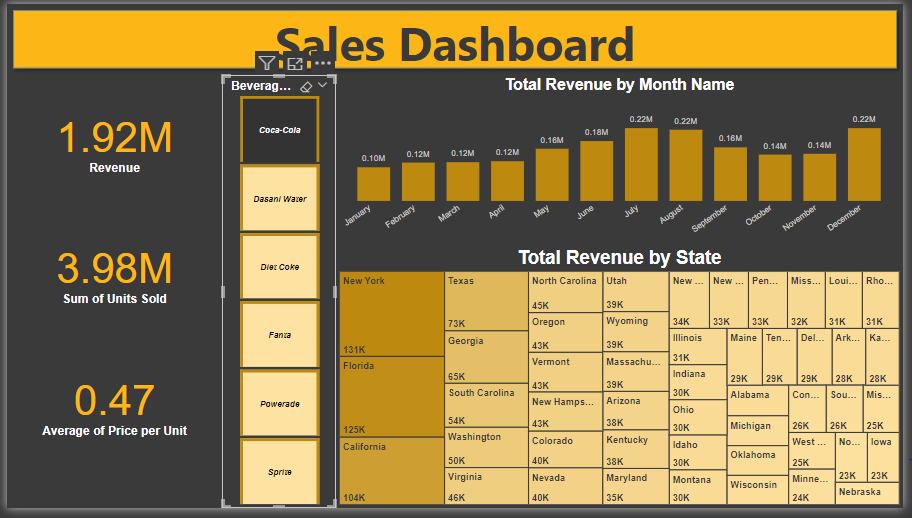 Sales Dashboard
1.92M
Revenue
3.98M
Sum of Units Sold
0.47
Average of Price per Unit
Beverag...
Coca-Cola
Dasani Water
Diet Coke
Fanta
Powerade
Sprite
Total Revenue by Month Name
0.10M
0.12M
0.12M
0.12M
0.16M
0.18M
0.22M
0.22M
0.16M
0.14M
0.14M
0.22M
January
February
March
April
May
June
July
August
September
October
November
December
Total Revenue by State
New York
131K
Florida
125K
California
104K
Texas
73K
Georgia
65K
South Carolina
54K
Washington
50K
Virginia
46K
North Carolina
45K
Oregon
43K
Vermont
43K
New Hamps...
41K
Colorado
40K
Nevada
40K
Utah
39K
Wyoming
39K
Massachu...
39K
Arizona
38K
Kentucky
38K
Maryland
35K
New ...
34K
New ...
33K
Pen...
33K
Miss...
32K
Loui...
31K
Rho...
31K
Illinois
31K
Indiana
30K
Ohio
30K
Idaho
30K
Montana
30K
Maine
29K
Ten...
29K
Del...
29K
Ark...
28K
Ka...
28K
Alabama
Michigan
Oklahoma
Wisconsin
Con...
26K
Sou...
26K
Mis...
25K
West ...
25K
Minne...
24K
No...
23K
Iowa
23K
Nebraska